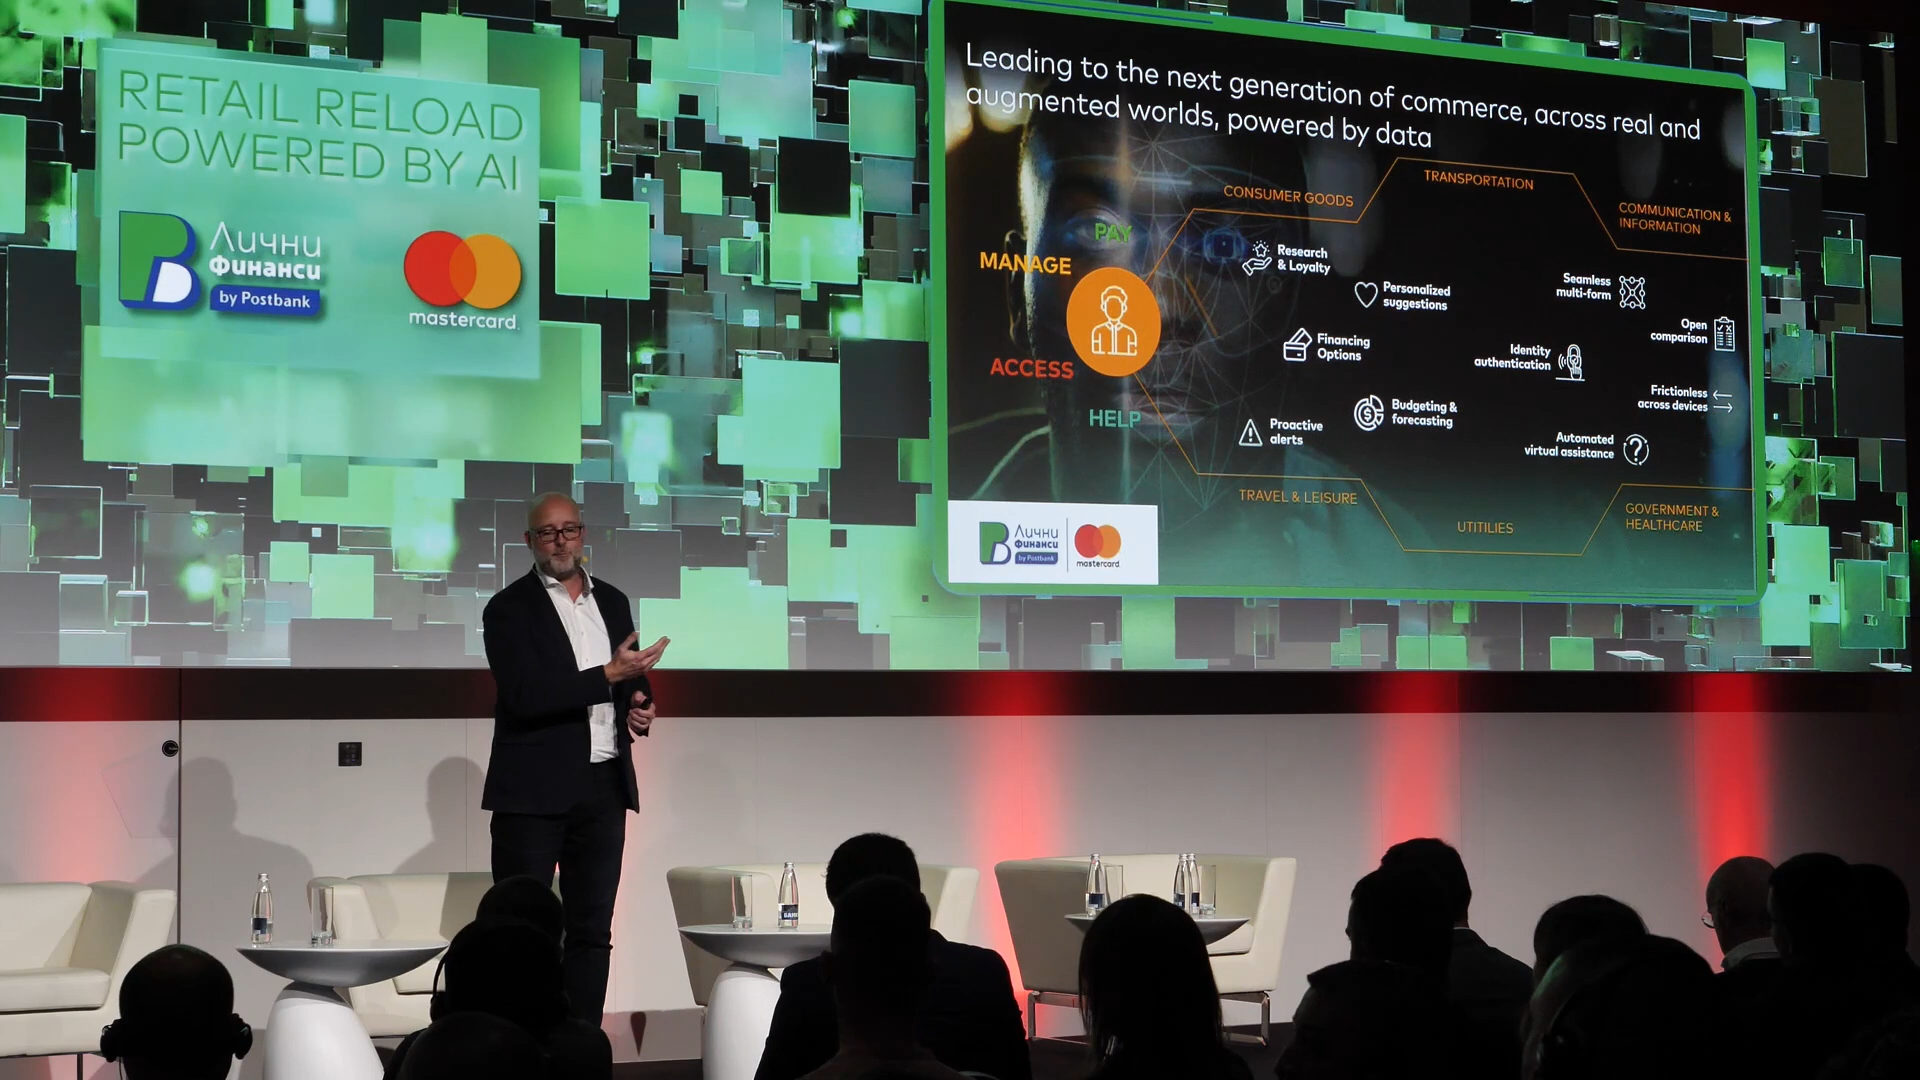 RETAIL RELOAD
POWERED BY AI
Лични
финанси
by Postbank
mastercard.
Leading to the next generation of commerce, across real and
augmented worlds, powered by data
CONSUMER GOODS
TRANSPORTATION
COMMUNICATION &
INFORMATION
PAY
MANAGE
ACCESS
HELP
Research
& Loyalty
Personalized
suggestions
Seamless
multi-form
Open
comparison
Financing
Options
Identity
authentication
Frictionless
across devices
Budgeting &
forecasting
Proactive
alerts
Automated
virtual assistance
TRAVEL & LEISURE
UTITILIES
GOVERNMENT &
HEALTHCARE
Лични
финанси
by Postbank
mastercard.